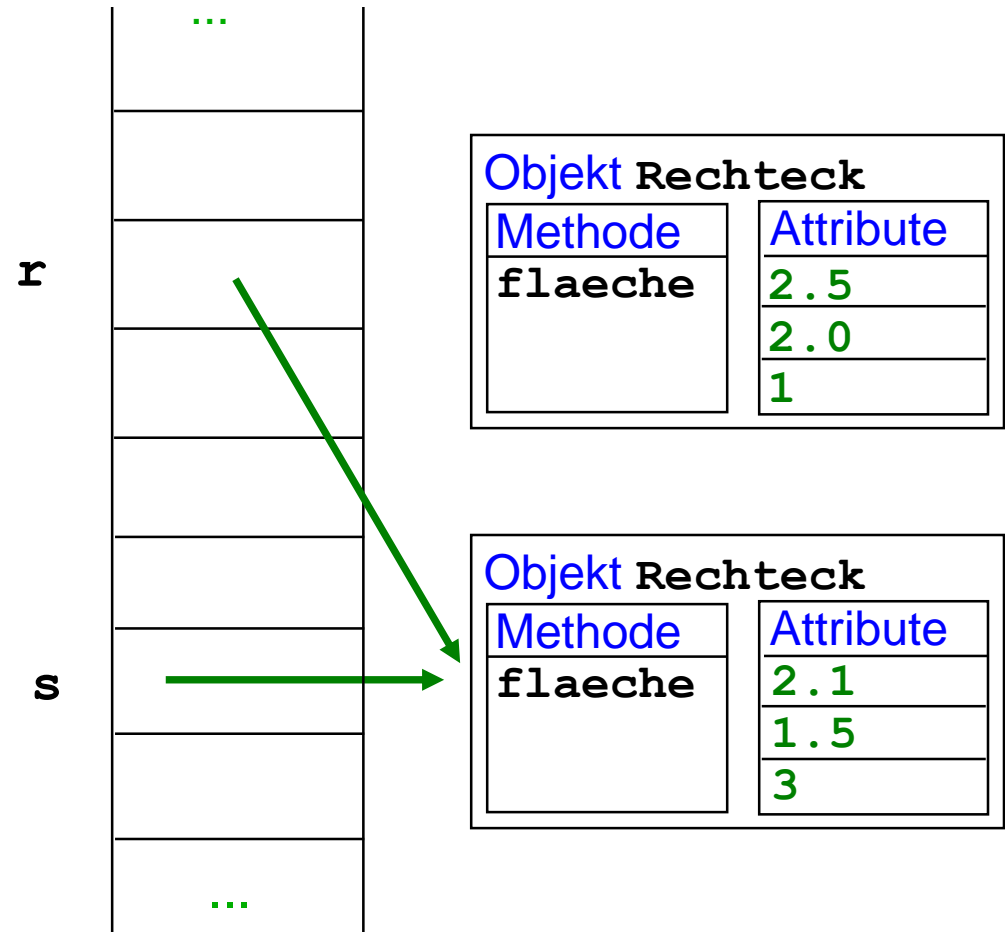 ...
r
s
...
Objekt Rechteck
Methode
flaeche
Attribute
2.5
2.0
1
Objekt Rechteck
Methode
flaeche
Attribute
2.1
1.5
3